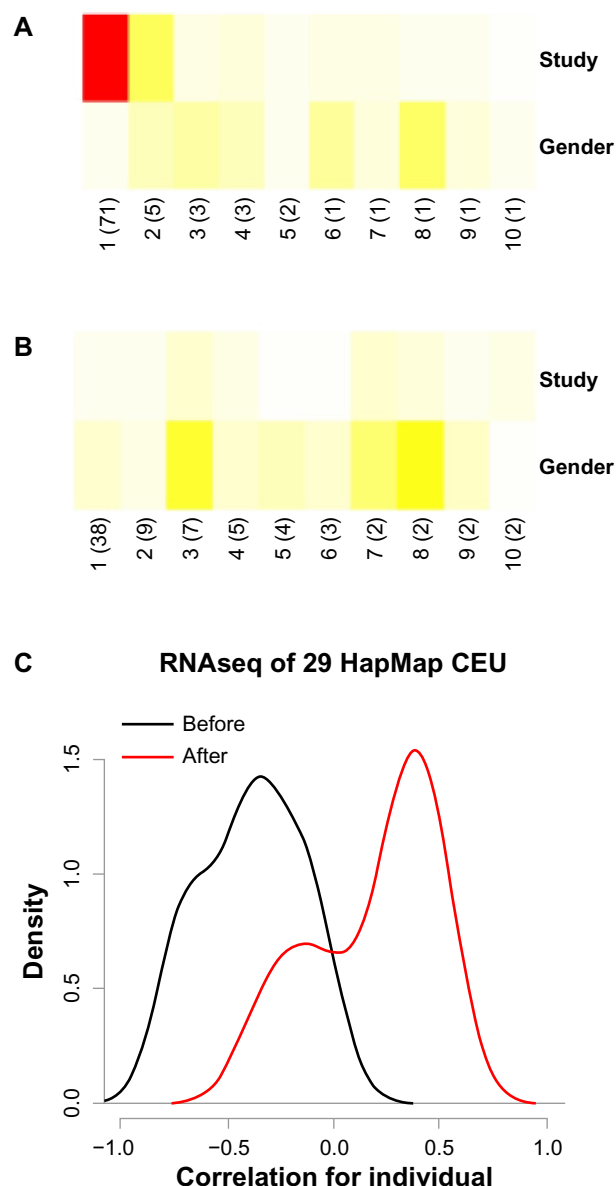 A
Study
Gender
1 (71) 2 (5) 3 (3) 4 (3) 5 (2) 6 (1) 7 (1) 8 (1) 9 (1) 10 (1)
B
Study
Gender
1 (38) 2 (9) 3 (7) 4 (5) 5 (4) 6 (3) 7 (2) 8 (2) 9 (2) 10 (2)
C RNAseq of 29 HapMap CEU
Before
After
1.5
1.0
0.5
0.0
Density
−1.0 −0.5 0.0 0.5 1.0
Correlation for individual